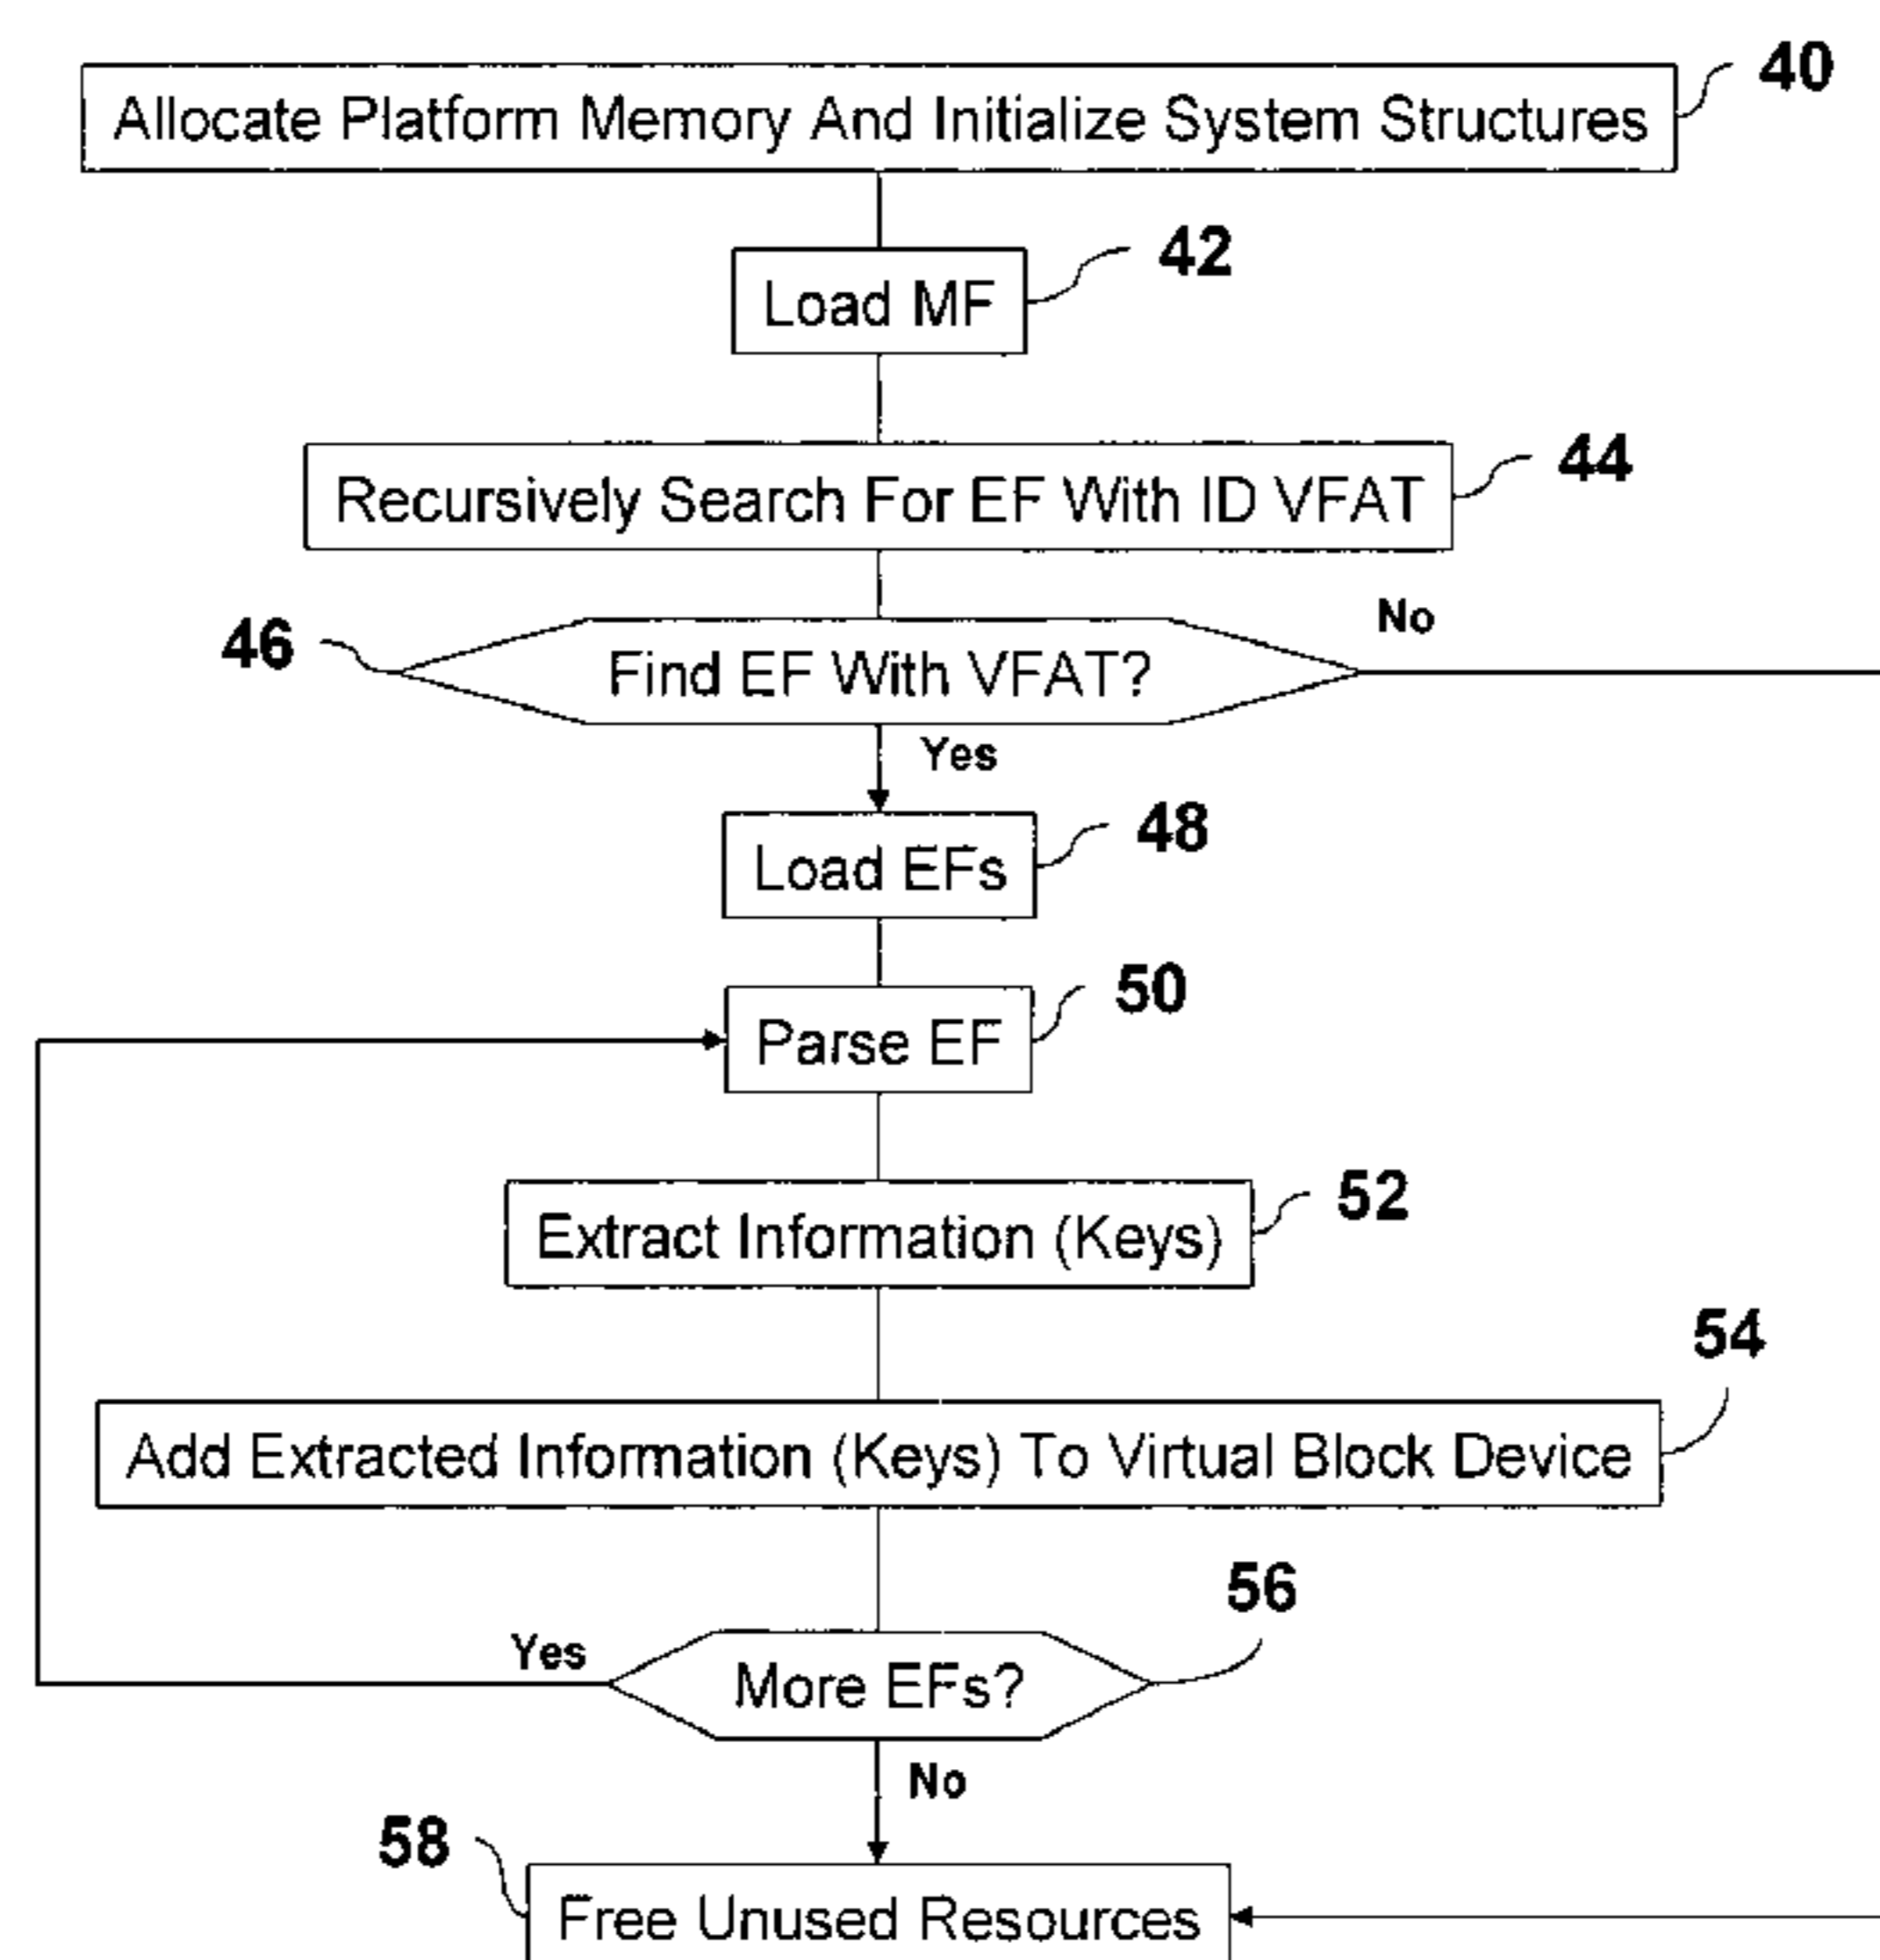 40
Allocate Platform Memory And Initialize System Structures
42
Load MF
44
Recursively Search For EF With ID VFAT
No
46
Find EF With VFAT?
Yes
48
Load EFs
50
Parse EF
52
Extract Information (Keys)
54
Add Extracted Information (Keys) To Virtual Block Device
56
Yes
More EFs?
No
58
Free Unused Resources